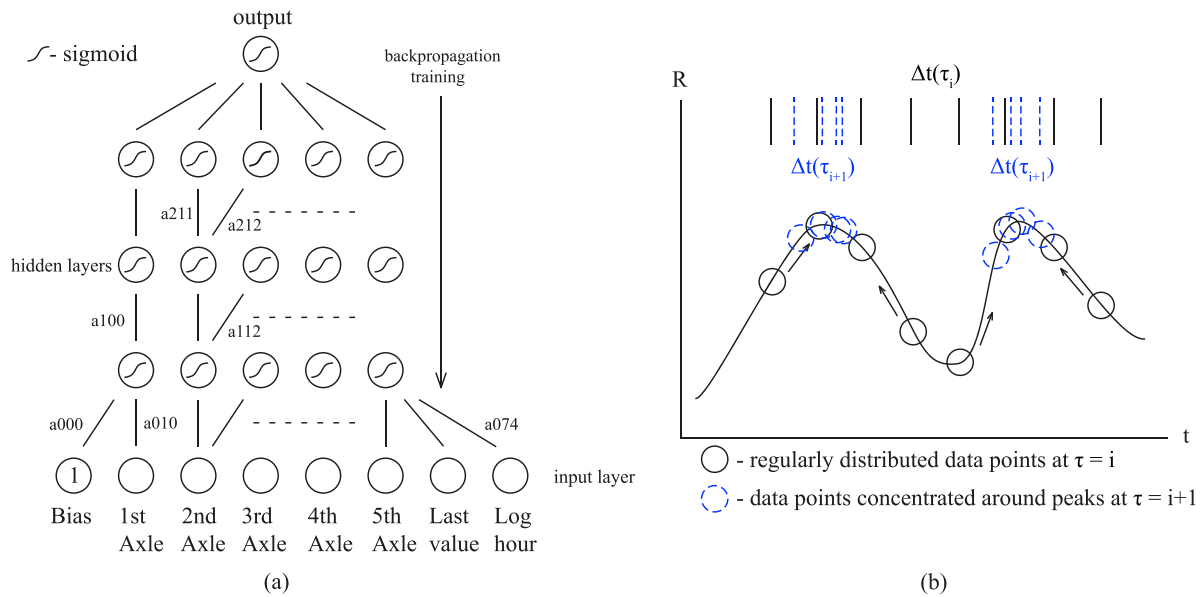 output
- sigmoid
backpropagation
training
a211
a212
hidden layers
a100
a112
a000
a010
a074
1
input layer
Bias
1st
Axle
2nd
Axle
3rd
Axle
4th
Axle
5th
Axle
Last
value
Log
hour
(a)
R
Δt(τi)
Δt(τi+1)
Δt(τi+1)
t
- regularly distributed data points at τ = i
- data points concentrated around peaks at τ = i+1
(b)